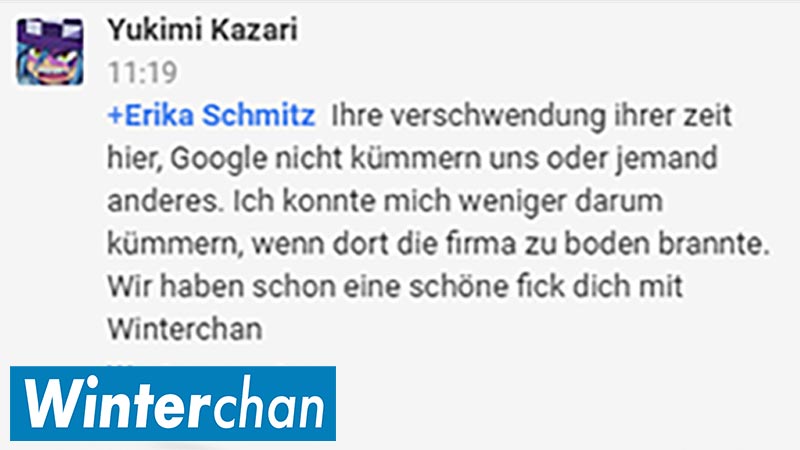 Yukimi Kazari
11:19
+Erika Schmitz Ihre verschwendung ihrer zeit
hier, Google nicht kümmern uns oder jemand
anderes. Ich konnte mich weniger darum
kümmern, wenn dort die firma zu boden brannte.
Wir haben schon eine schöne fick dich mit
Winterchan
Winterchan